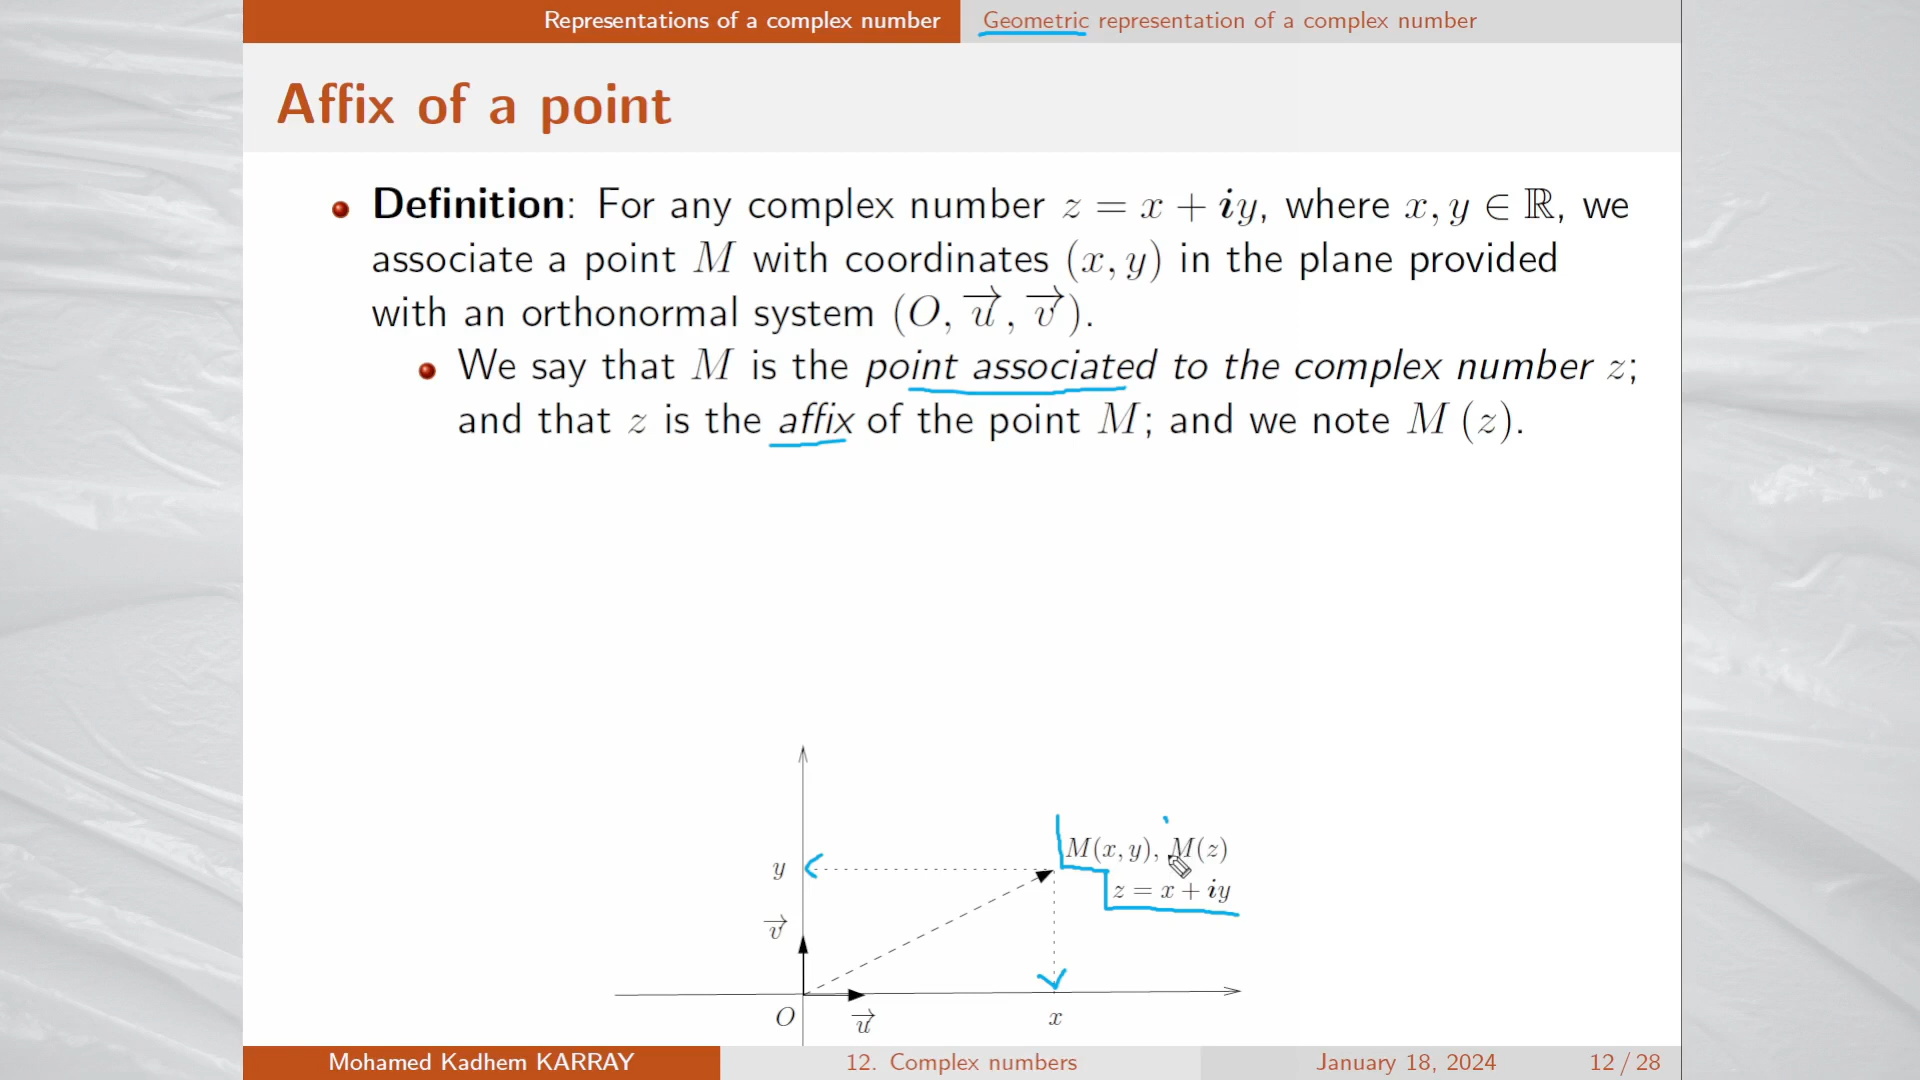 Representations of a complex number Geometric representation of a complex number
Affix of a point
Definition: For any complex number z = x + iy, where x, y ∈ ℝ, we
associate a point M with coordinates (x, y) in the plane provided
with an orthonormal system (O, u⃗, v⃗).
We say that M is the point associated to the complex number z;
and that z is the affix of the point M; and we note M (z).
M(x, y), M(z)
y
z = x + iy
v⃗
O u⃗ x
Mohamed Kadhem KARRAY 12. Complex numbers January 18, 2024 12 / 28